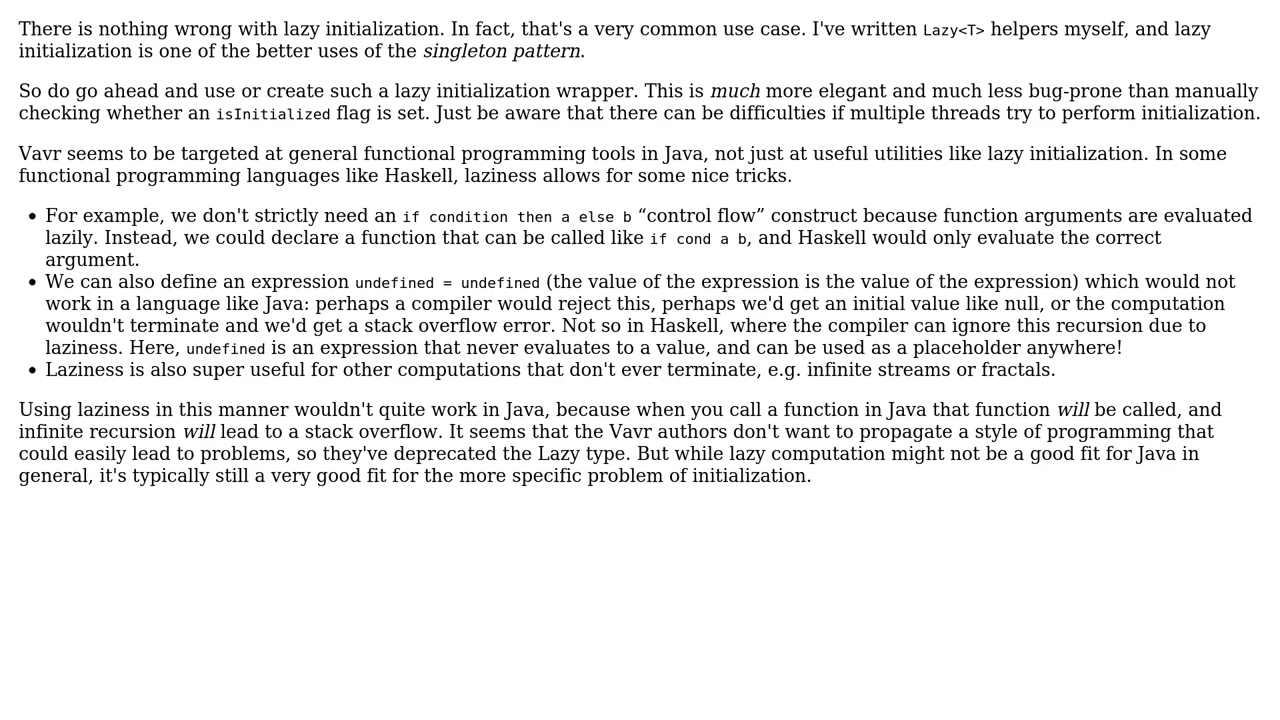 There is nothing wrong with lazy initialization. In fact, that's a very common use case. I've written Lazy<T> helpers myself, and lazy
initialization is one of the better uses of the singleton pattern.
So do go ahead and use or create such a lazy initialization wrapper. This is much more elegant and much less bug-prone than manually
checking whether an isInitialized flag is set. Just be aware that there can be difficulties if multiple threads try to perform initialization.
Vavr seems to be targeted at general functional programming tools in Java, not just at useful utilities like lazy initialization. In some
functional programming languages like Haskell, laziness allows for some nice tricks.
• For example, we don't strictly need an if condition then a else b “control flow” construct because function arguments are evaluated
lazily. Instead, we could declare a function that can be called like if cond a b, and Haskell would only evaluate the correct
argument.
• We can also define an expression undefined = undefined (the value of the expression is the value of the expression) which would not
work in a language like Java: perhaps a compiler would reject this, perhaps we'd get an initial value like null, or the computation
wouldn't terminate and we'd get a stack overflow error. Not so in Haskell, where the compiler can ignore this recursion due to
laziness. Here, undefined is an expression that never evaluates to a value, and can be used as a placeholder anywhere!
• Laziness is also super useful for other computations that don't ever terminate, e.g. infinite streams or fractals.
Using laziness in this manner wouldn't quite work in Java, because when you call a function in Java that function will be called, and
infinite recursion will lead to a stack overflow. It seems that the Vavr authors don't want to propagate a style of programming that
could easily lead to problems, so they've deprecated the Lazy type. But while lazy computation might not be a good fit for Java in
general, it's typically still a very good fit for the more specific problem of initialization.